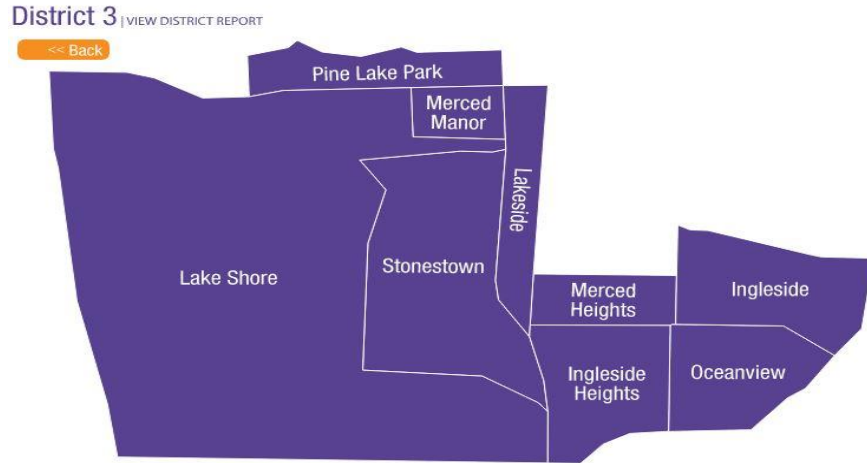 District 3 | VIEW DISTRICT REPORT
<< Back
Pine Lake Park
Merced
Manor
Lakeside
Lake Shore
Stonestown
Merced
Heights
Ingleside
Ingleside
Heights
Oceanview